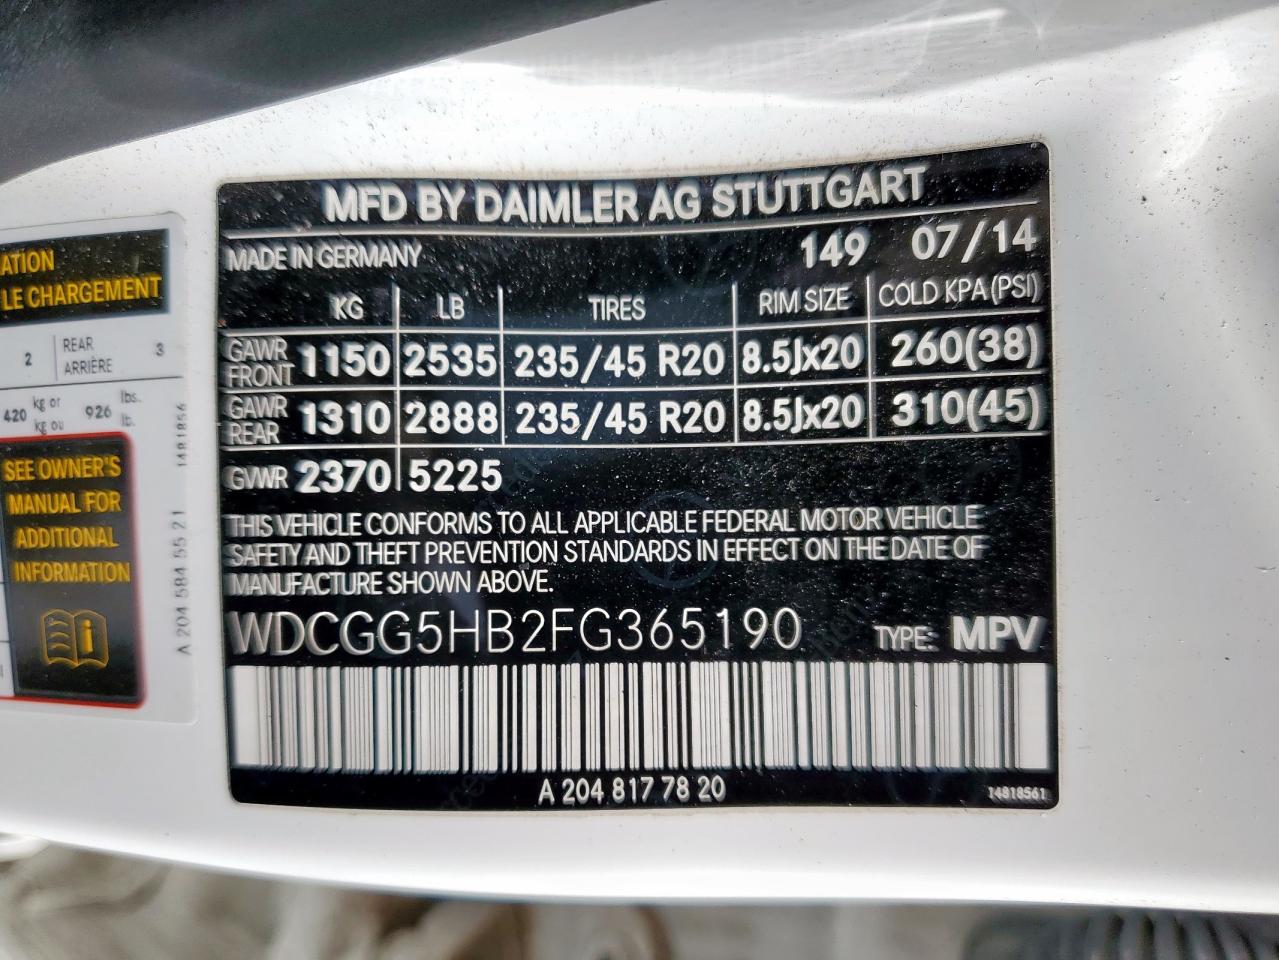 ATION
LE CHARGEMENT
2 REAR ARRIÈRE 3
420 kg or kg ou 926 lbs. lb.
SEE OWNER'S
MANUAL FOR
ADDITIONAL
INFORMATION
A 204 584 55 21 1481856
MFD BY DAIMLER AG STUTTGART
MADE IN GERMANY 149 07/14
KG LB TIRES RIM SIZE COLD KPA(PSI)
GAWR FRONT 1150 2535 235/45 R20 8.5Jx20 260(38)
GAWR REAR 1310 2888 235/45 R20 8.5Jx20 310(45)
GVWR 2370 5225
THIS VEHICLE CONFORMS TO ALL APPLICABLE FEDERAL MOTOR VEHICLE
SAFETY AND THEFT PREVENTION STANDARDS IN EFFECT ON THE DATE OF
MANUFACTURE SHOWN ABOVE.
WDCGG5HB2FG365190 TYPE: MPV
A 204 817 78 20
14818561